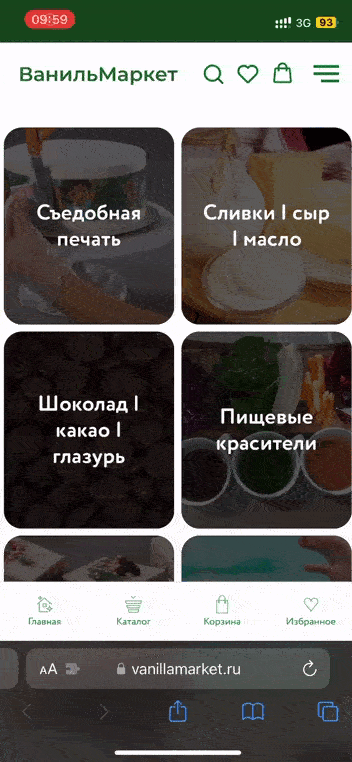 09:59
3G 93
ВанильМаркет
Съедобная
печать
Сливки | сыр
| масло
Шоколад |
какао |
глазурь
Пищевые
красители
Главная
Каталог
Корзина
Избранное
AA
vanillamarket.ru